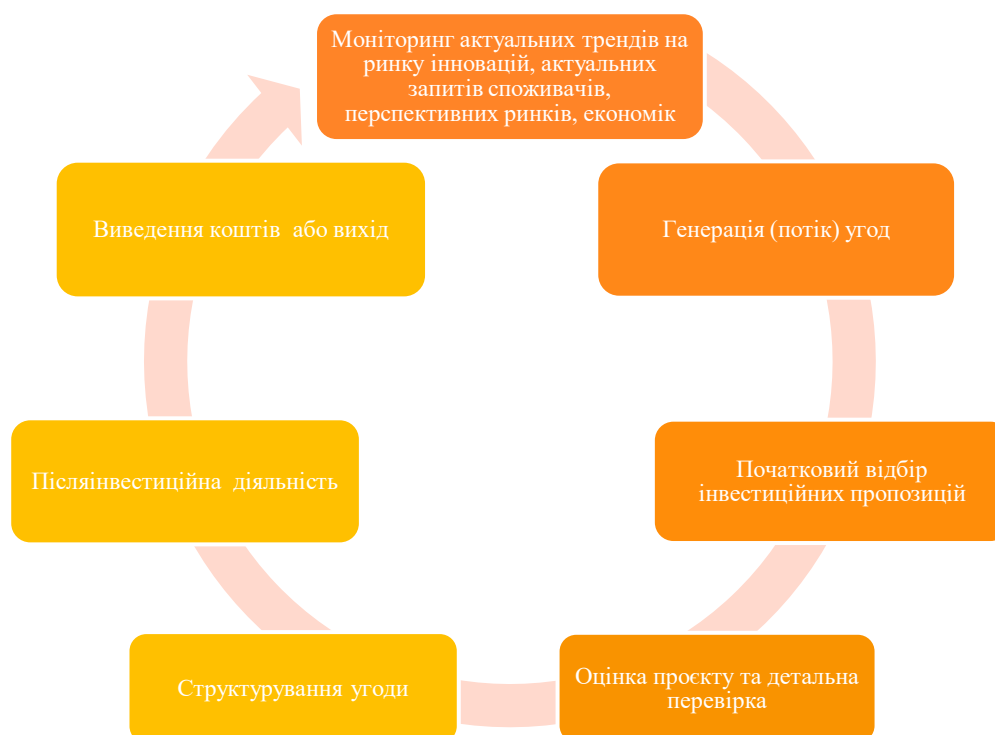 Моніторинг актуальних трендів на
ринку інновацій, актуальних
запитів споживачів,
перспективних ринків, економік
Генерація (потік) угод
Початковий відбір
інвестиційних пропозицій
Оцінка проєкту та детальна
перевірка
Структурування угоди
Післяінвестиційна діяльність
Виведення коштів або вихід